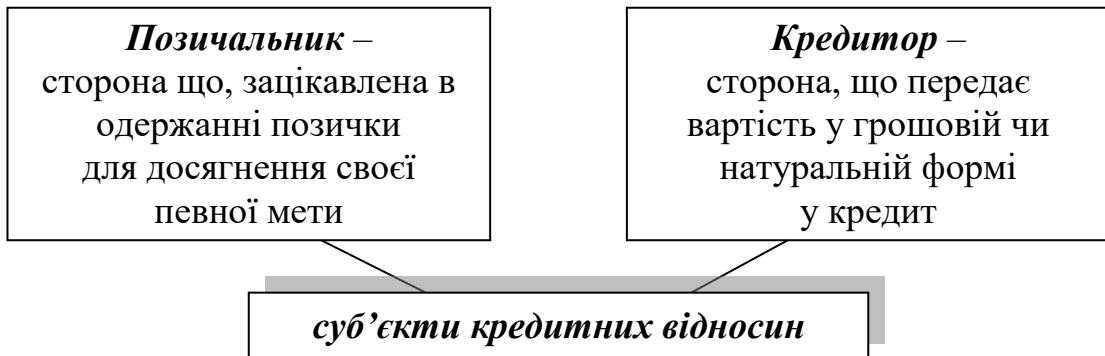 Позичальник –
сторона що, зацікавлена в
одержанні позички
для досягнення своєї
певної мети
Кредитор –
сторона, що передає
вартість у грошовій чи
натуральній формі
у кредит
суб’єкти кредитних відносин